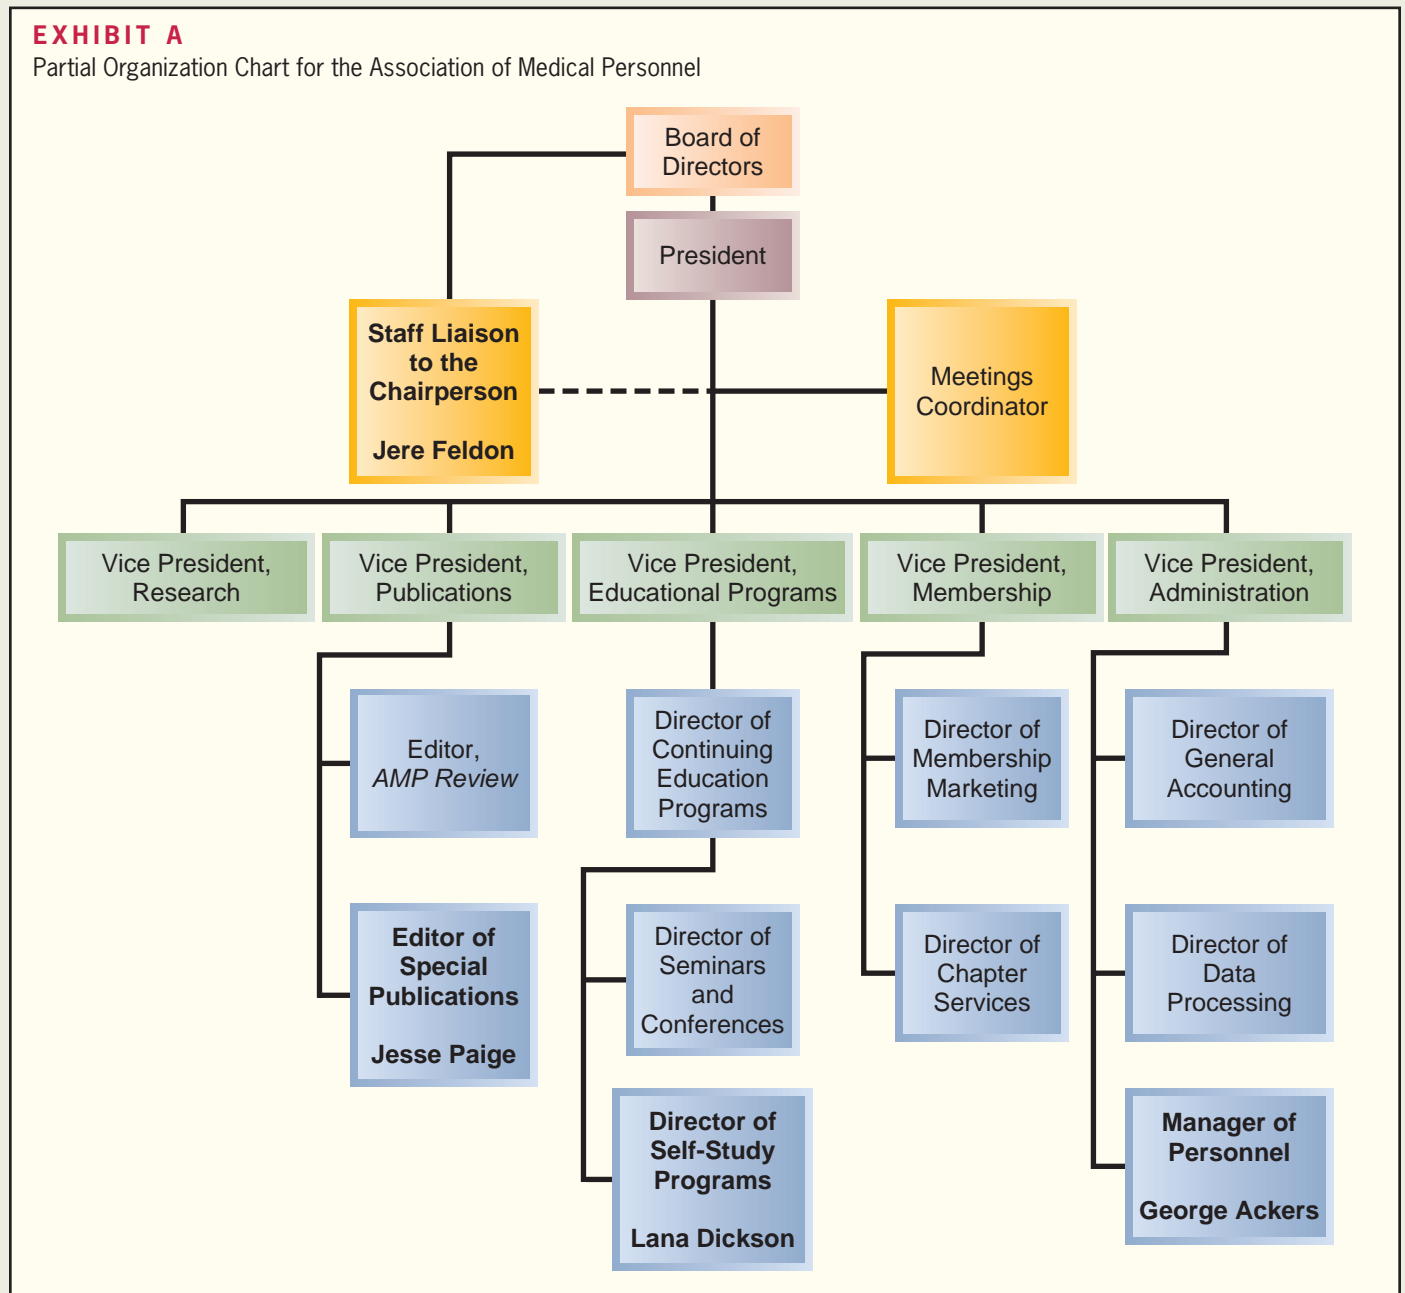 EXHIBIT A
Partial Organization Chart for the Association of Medical Personnel
Board of
Directors
President
Staff Liaison
to the
Chairperson
Jere Feldon
Meetings
Coordinator
Vice President,
Research
Vice President,
Publications
Vice President,
Educational Programs
Vice President,
Membership
Vice President,
Administration
Editor,
AMP Review
Director of
Continuing
Education
Programs
Director of
Membership
Marketing
Director of
General
Accounting
Editor of
Special
Publications
Jesse Paige
Director of
Seminars
and
Conferences
Director of
Chapter
Services
Director of
Data
Processing
Director of
Self-Study
Programs
Lana Dickson
Manager of
Personnel
George Ackers